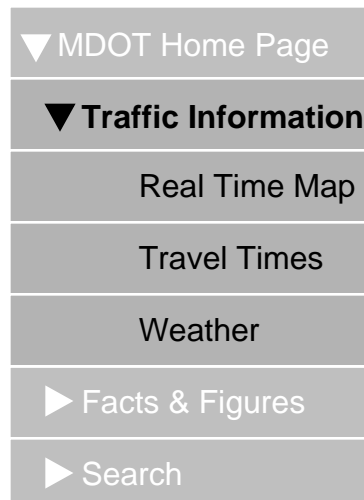 MDOT Home Page
Traffic Information
Real Time Map
Travel Times
Weather
Facts & Figures
Search